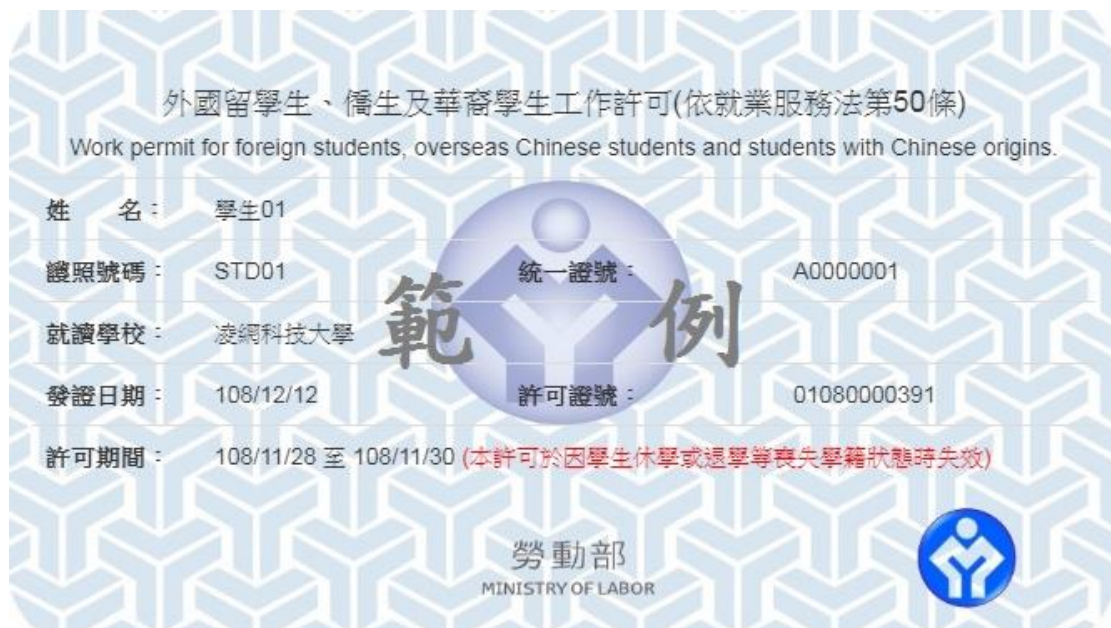 外國留學生、僑生及華裔學生工作許可(依就業服務法第50條)
Work permit for foreign students, overseas Chinese students and students with Chinese origins.
姓 名： 學生01
護照號碼： STD01 統一證號： A0000001
範例
就讀學校： 凌網科技大學
發證日期： 108/12/12 許可證號： 01080000391
許可期間： 108/11/28 至 108/11/30 (本許可於因學生休學或退學等喪失學籍狀態時失效)
勞動部
MINISTRY OF LABOR